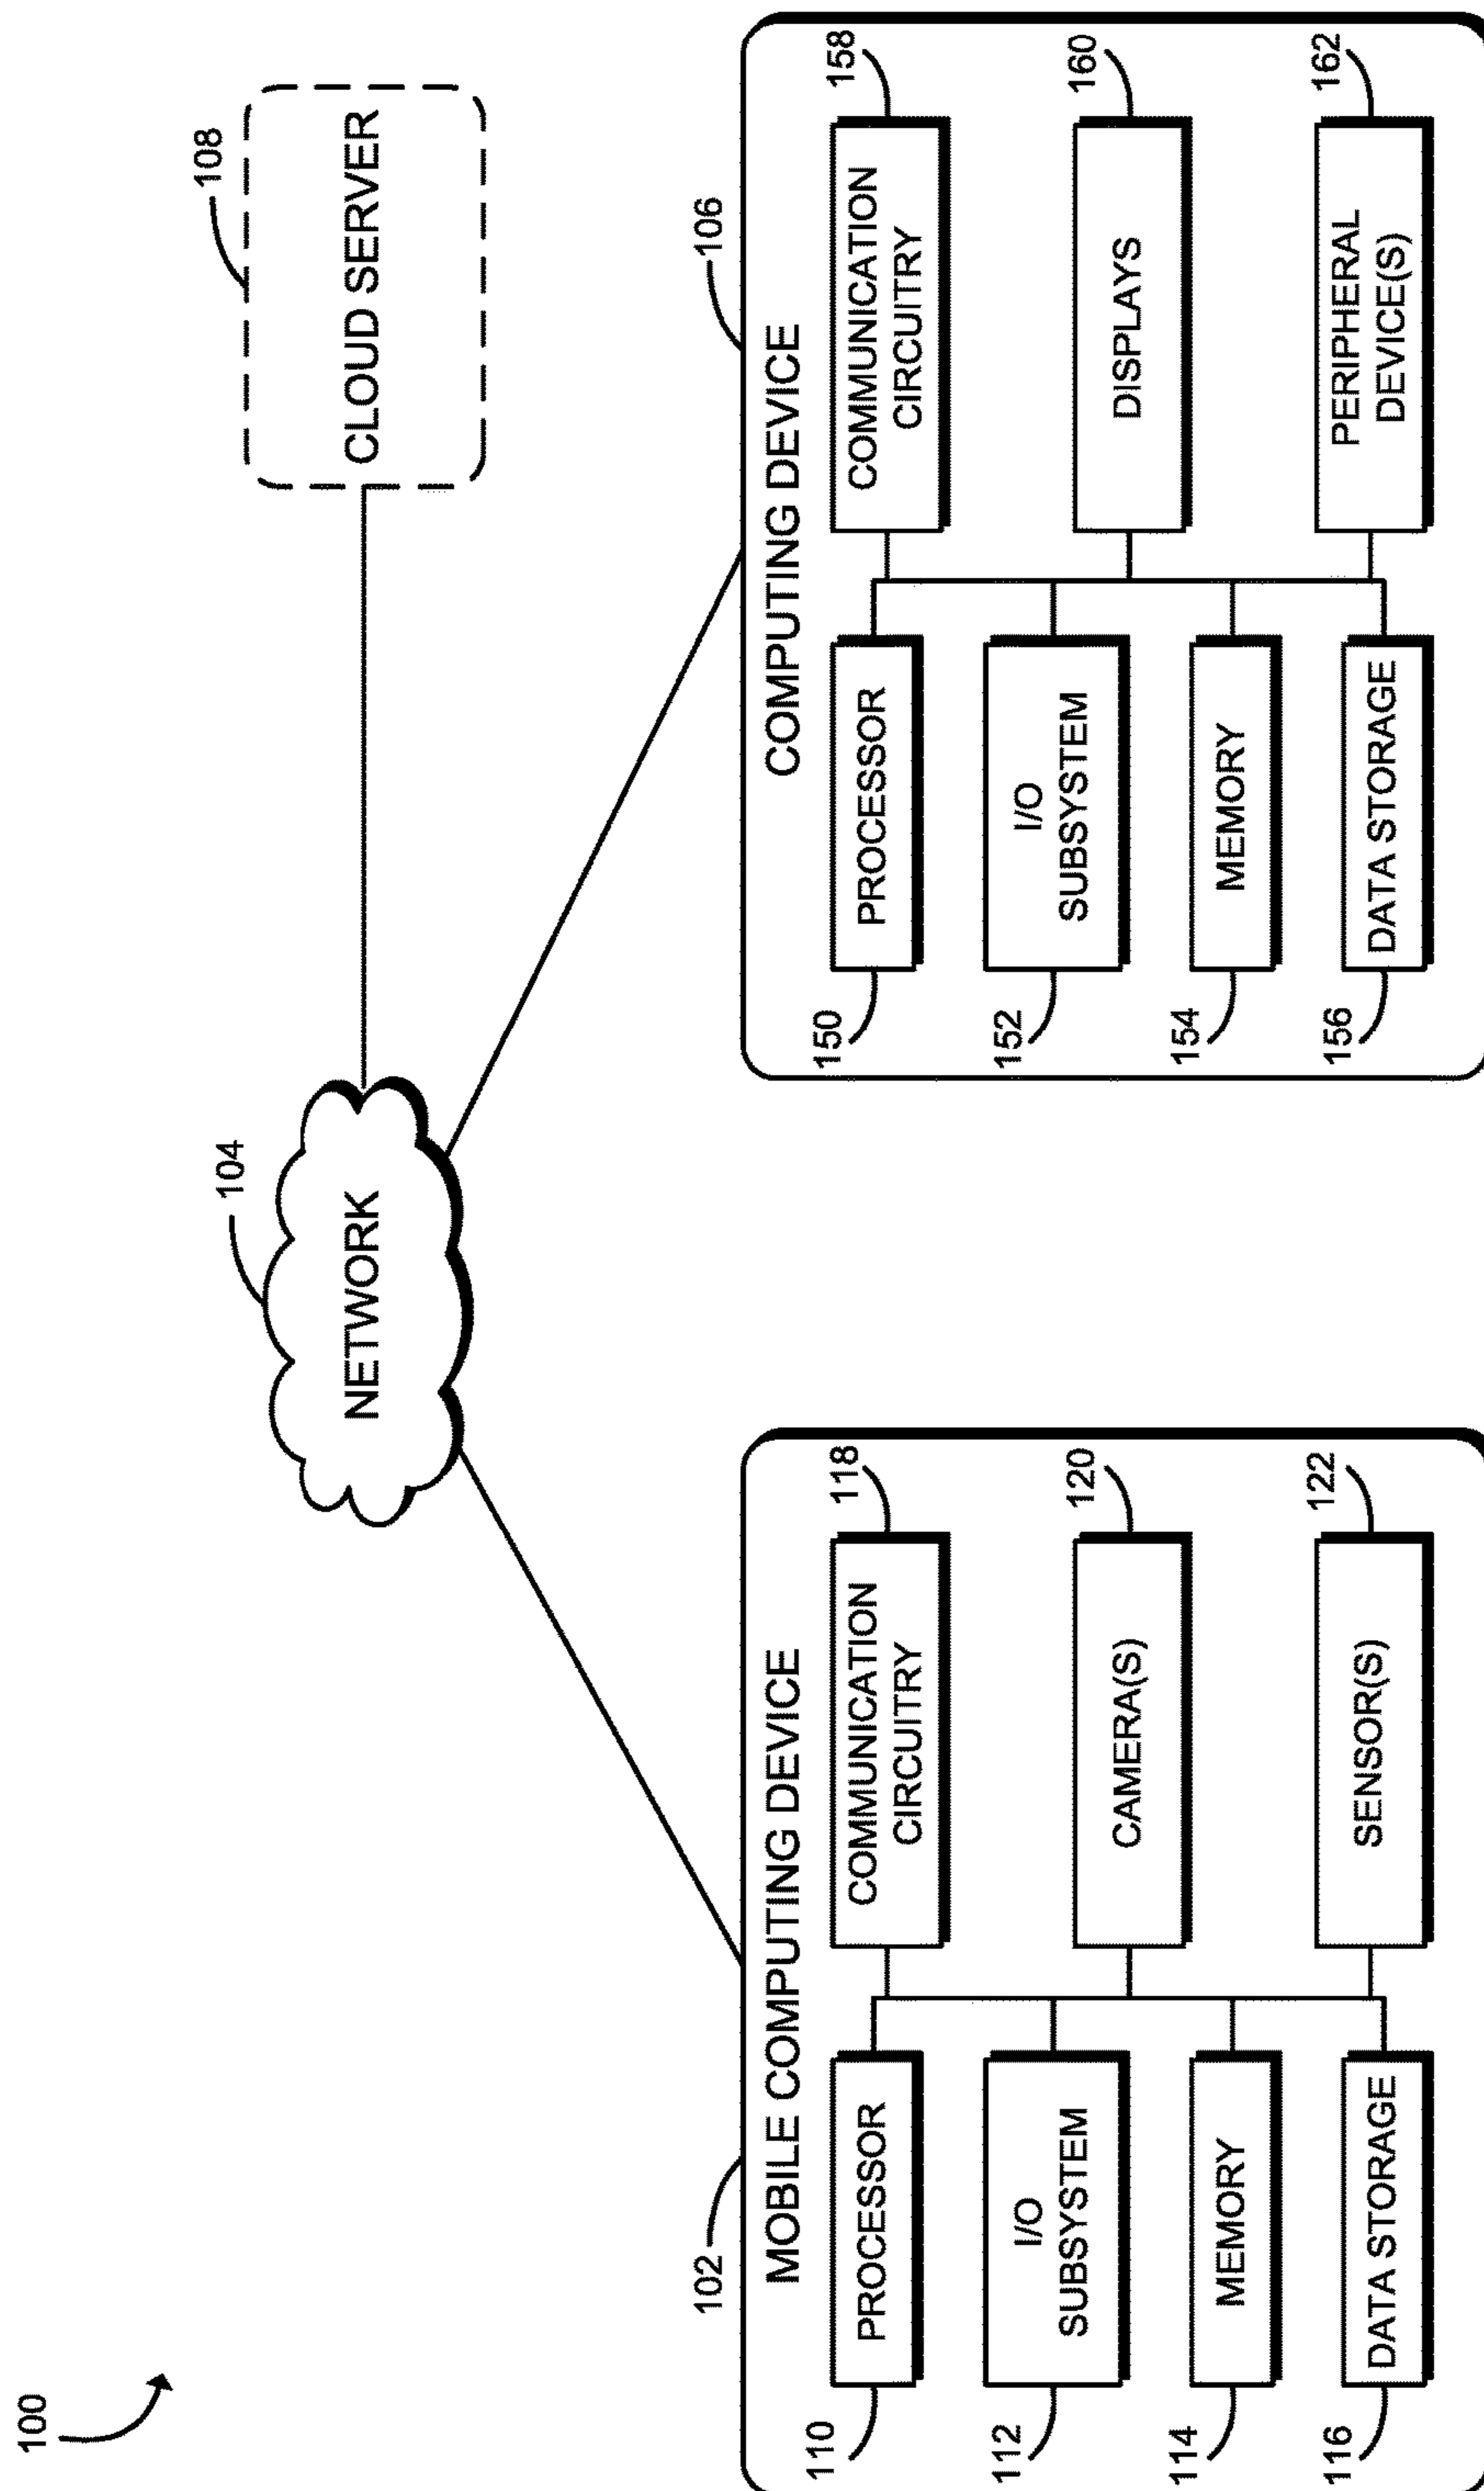 100
108
CLOUD SERVER
104
NETWORK
102
MOBILE COMPUTING DEVICE
110
PROCESSOR
112
I/O
SUBSYSTEM
114
MEMORY
116
DATA STORAGE
118
COMMUNICATION
CIRCUITRY
120
CAMERA(S)
122
SENSOR(S)
106
COMPUTING DEVICE
150
PROCESSOR
152
I/O
SUBSYSTEM
154
MEMORY
156
DATA STORAGE
158
COMMUNICATION
CIRCUITRY
160
DISPLAYS
162
PERIPHERAL
DEVICE(S)